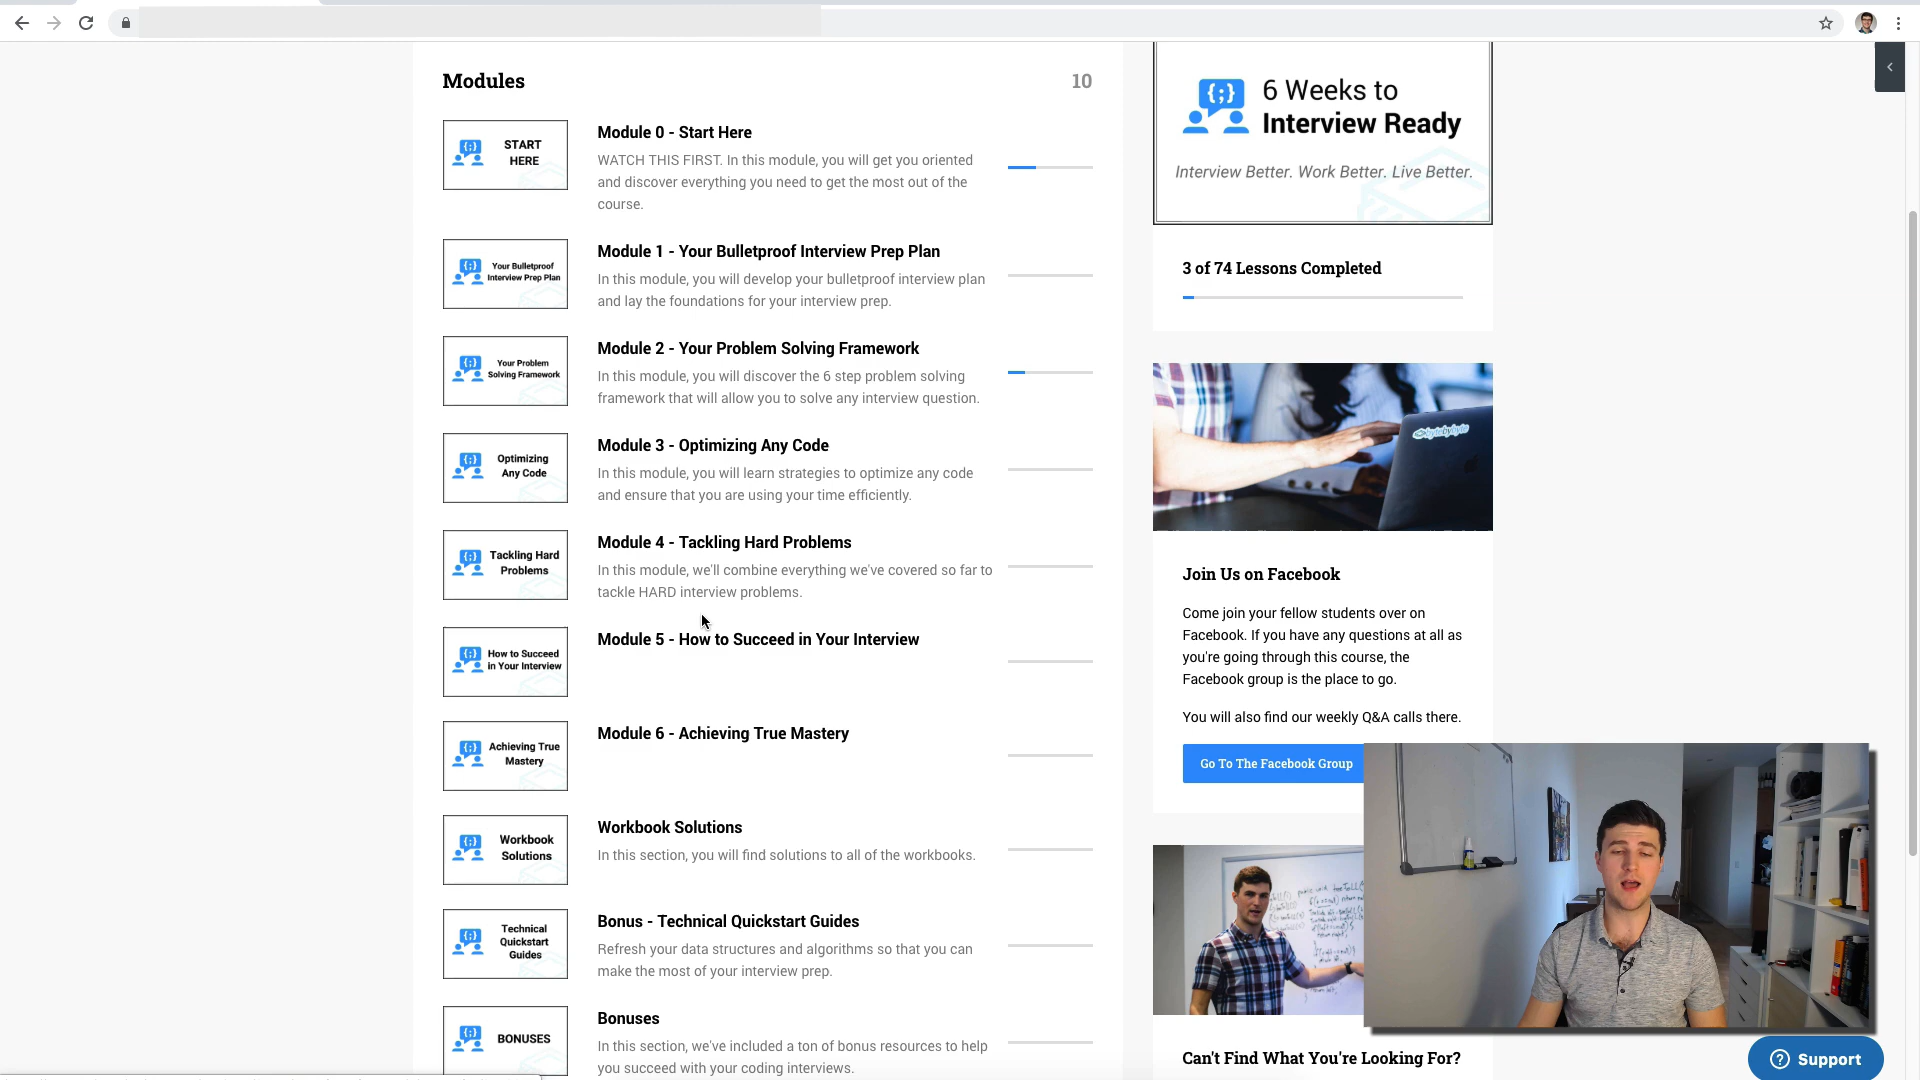 Modules
10
START
HERE
Module 0 - Start Here
WATCH THIS FIRST. In this module, you will get you oriented
and discover everything you need to get the most out of the
course.
Your Bulletproof
Interview Prep Plan
Module 1 - Your Bulletproof Interview Prep Plan
In this module, you will develop your bulletproof interview plan
and lay the foundations for your interview prep.
Your Problem
Solving Framework
Module 2 - Your Problem Solving Framework
In this module, you will discover the 6 step problem solving
framework that will allow you to solve any interview question.
Optimizing
Any Code
Module 3 - Optimizing Any Code
In this module, you will learn strategies to optimize any code
and ensure that you are using your time efficiently.
Tackling Hard
Problems
Module 4 - Tackling Hard Problems
In this module, we'll combine everything we've covered so far to
tackle HARD interview problems.
How to Succeed
in Your Interview
Module 5 - How to Succeed in Your Interview
Achieving True
Mastery
Module 6 - Achieving True Mastery
Workbook
Solutions
Workbook Solutions
In this section, you will find solutions to all of the workbooks.
Technical
Quickstart
Guides
Bonus - Technical Quickstart Guides
Refresh your data structures and algorithms so that you can
make the most of your interview prep.
BONUSES
Bonuses
In this section, we've included a ton of bonus resources to help
you succeed with your coding interviews.
{;}
6 Weeks to
Interview Ready
Interview Better. Work Better. Live Better.
3 of 74 Lessons Completed
bytebybyte
Join Us on Facebook
Come join your fellow students over on
Facebook. If you have any questions at all as
you're going through this course, the
Facebook group is the place to go.
You will also find our weekly Q&A calls there.
Go To The Facebook Group
Can't Find What You're Looking For?
Support